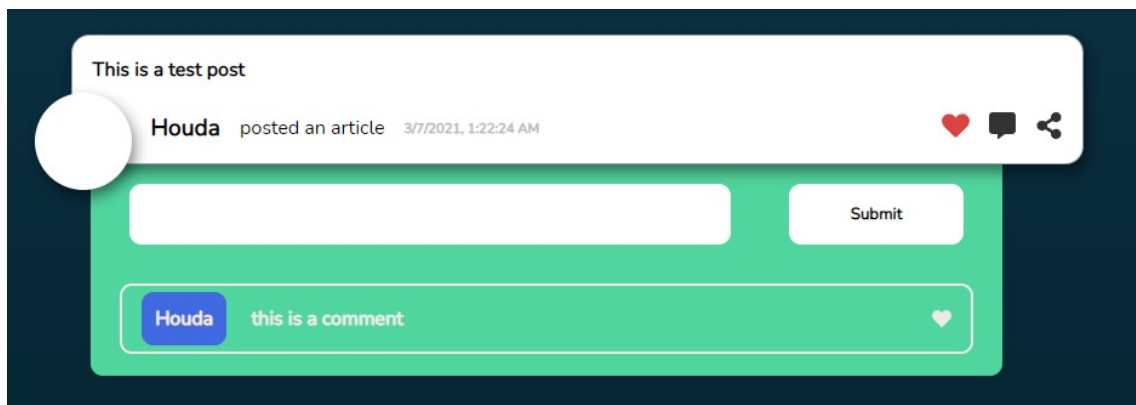 This is a test post
Houda posted an article 3/7/2021, 1:22:24 AM
Submit
Houda this is a comment